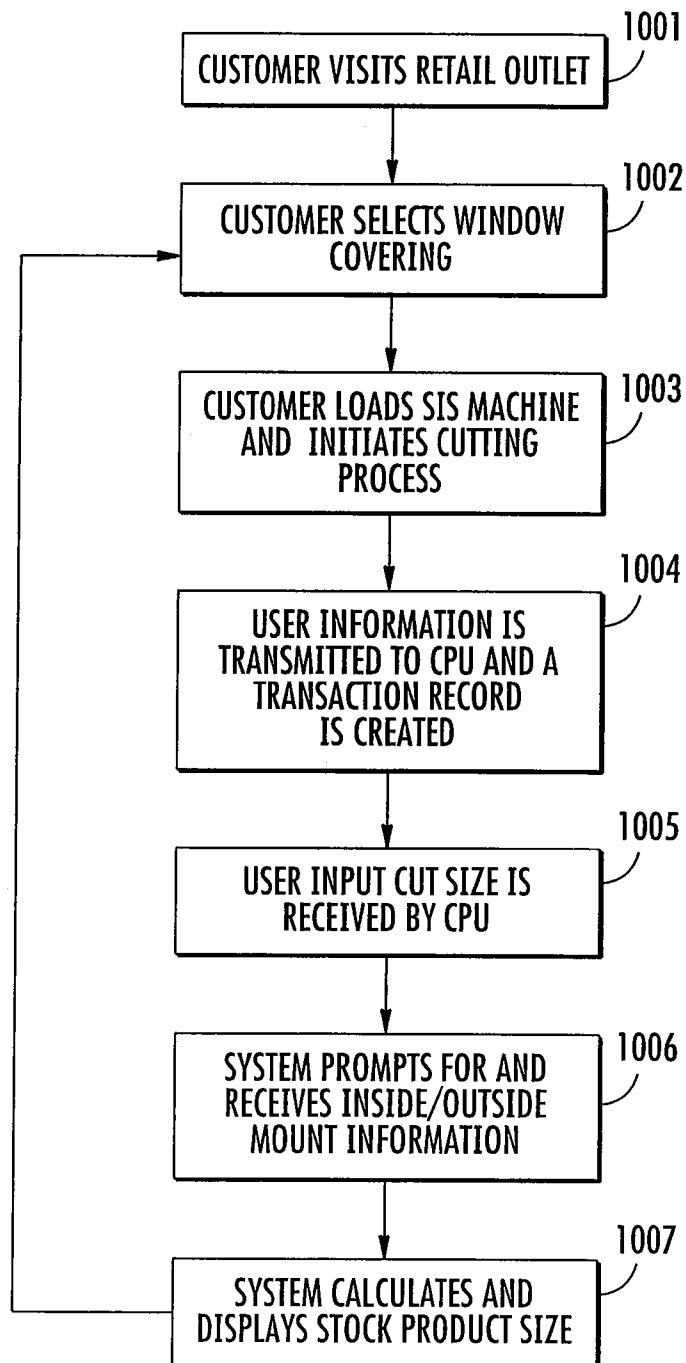 1001
CUSTOMER VISITS RETAIL OUTLET
1002
CUSTOMER SELECTS WINDOW
COVERING
1003
CUSTOMER LOADS SIS MACHINE
AND INITIATES CUTTING
PROCESS
1004
USER INFORMATION IS
TRANSMITTED TO CPU AND A
TRANSACTION RECORD
IS CREATED
1005
USER INPUT CUT SIZE IS
RECEIVED BY CPU
1006
SYSTEM PROMPTS FOR AND
RECEIVES INSIDE/OUTSIDE
MOUNT INFORMATION
1007
SYSTEM CALCULATES AND
DISPLAYS STOCK PRODUCT SIZE